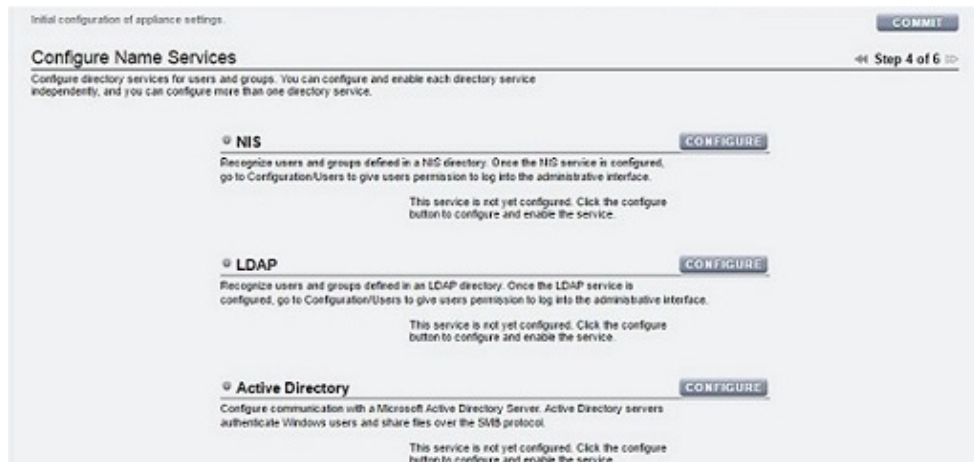 Initial configuration of appliance settings.
COMMIT
Configure Name Services
Step 4 of 6
Configure directory services for users and groups. You can configure and enable each directory service
independently, and you can configure more than one directory service.
NIS
CONFIGURE
Recognize users and groups defined in a NIS directory. Once the NIS service is configured,
go to Configuration/Users to give users permission to log into the administrative interface.
This service is not yet configured. Click the configure
button to configure and enable the service.
LDAP
CONFIGURE
Recognize users and groups defined in an LDAP directory. Once the LDAP service is
configured, go to Configuration/Users to give users permission to log into the administrative interface.
This service is not yet configured. Click the configure
button to configure and enable the service.
Active Directory
CONFIGURE
Configure communication with a Microsoft Active Directory Server. Active Directory servers
authenticate Windows users and share files over the SMB protocol.
This service is not yet configured. Click the configure
button to configure and enable the service.